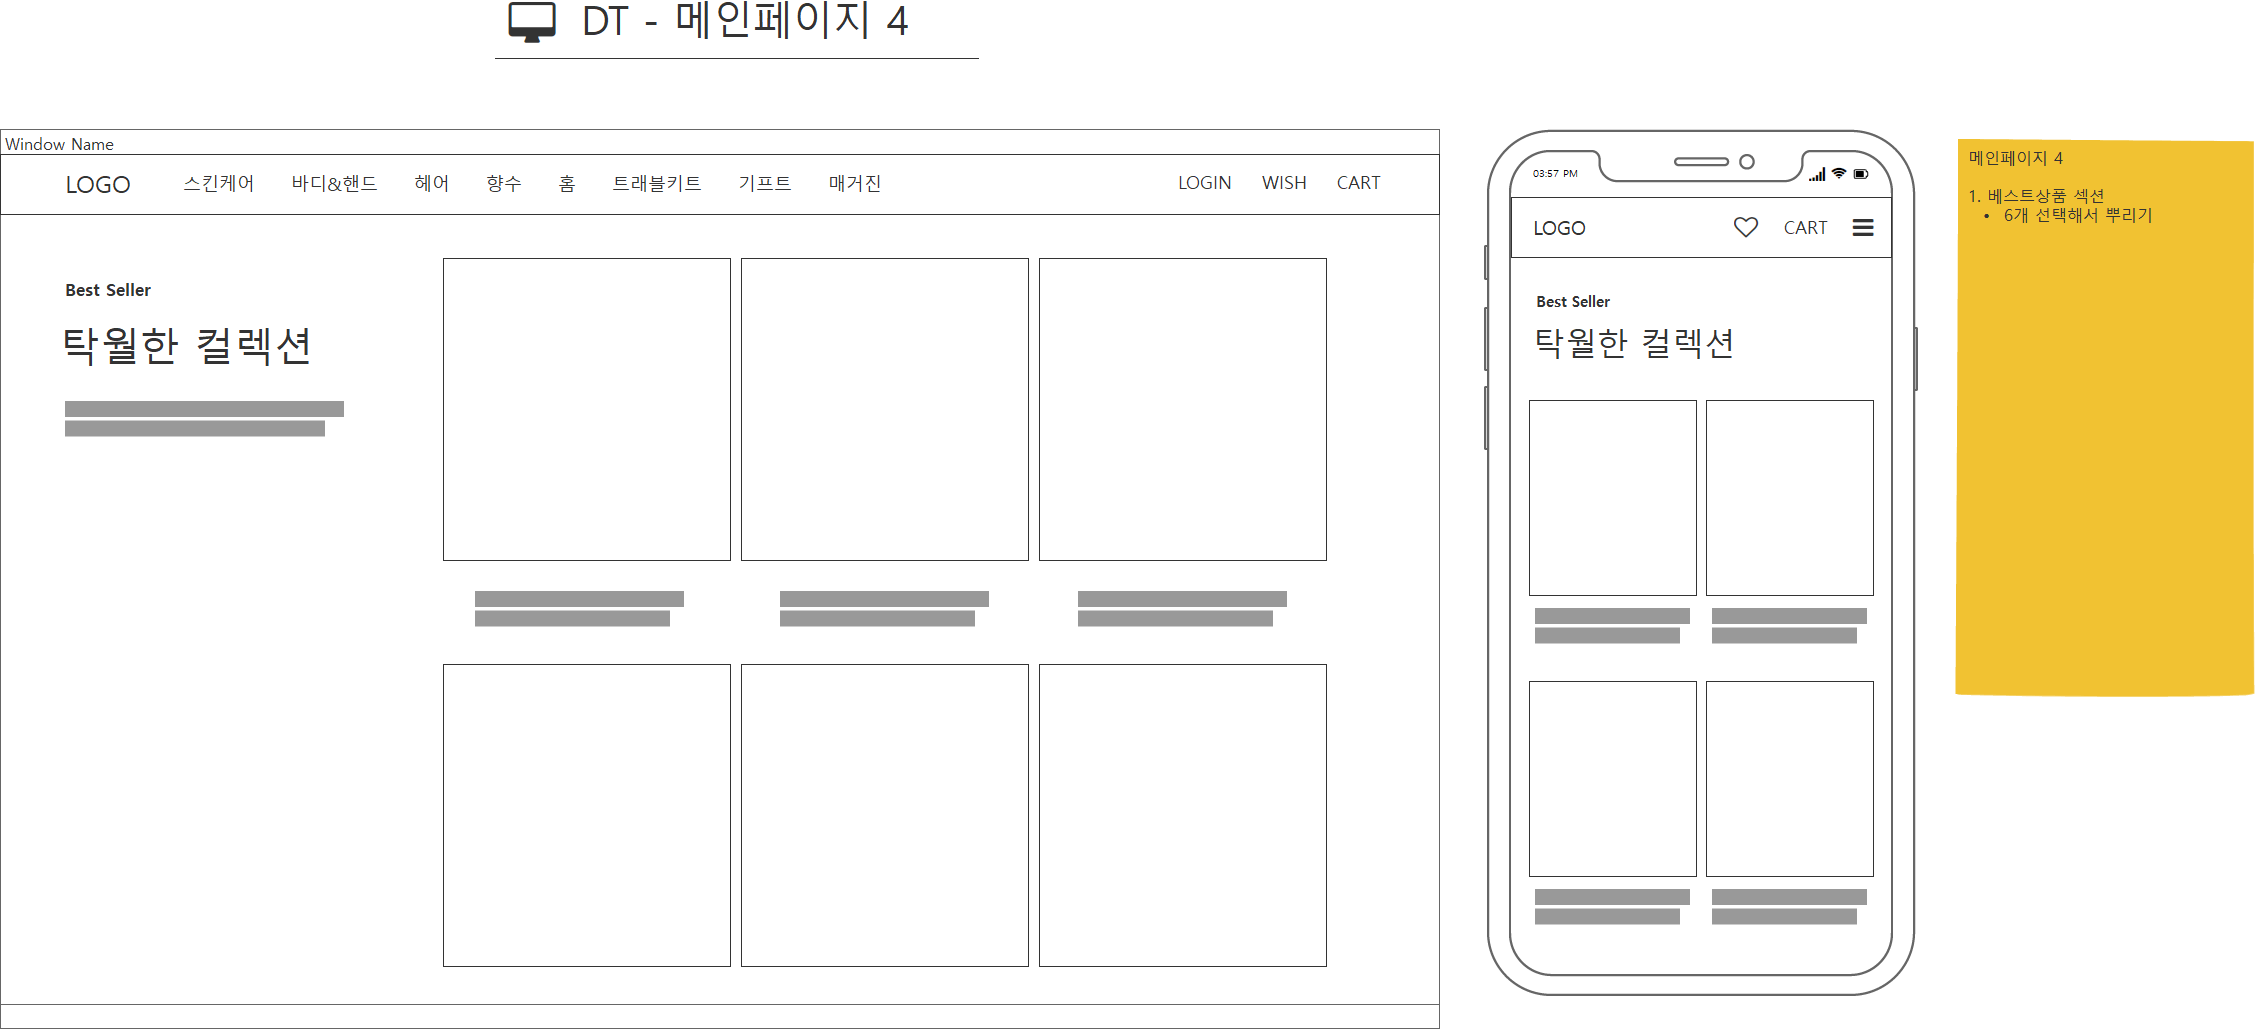 DT - 메인페이지 4
Window Name
LOGO 스킨케어 바디&핸드 헤어 향수 홈 트래블키트 기프트 매거진 LOGIN WISH CART
Best Seller
탁월한 컬렉션
03:57 PM
LOGO CART
Best Seller
탁월한 컬렉션
메인페이지 4
1. 베스트상품 섹션
• 6개 선택해서 뿌리기